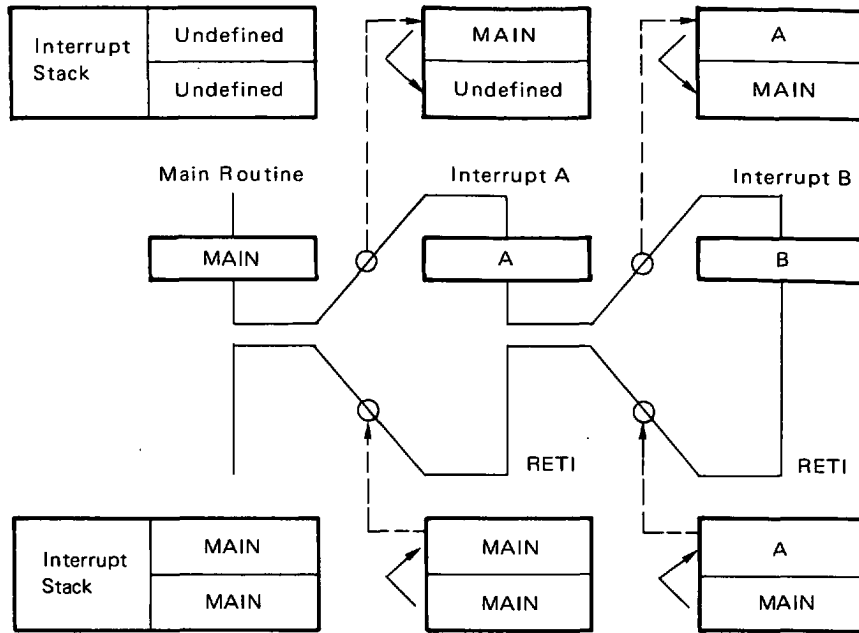 Interrupt
Stack
Undefined
Undefined
MAIN
Undefined
A
MAIN
Main Routine
Interrupt A
Interrupt B
MAIN
A
B
RETI
RETI
Interrupt
Stack
MAIN
MAIN
MAIN
MAIN
A
MAIN